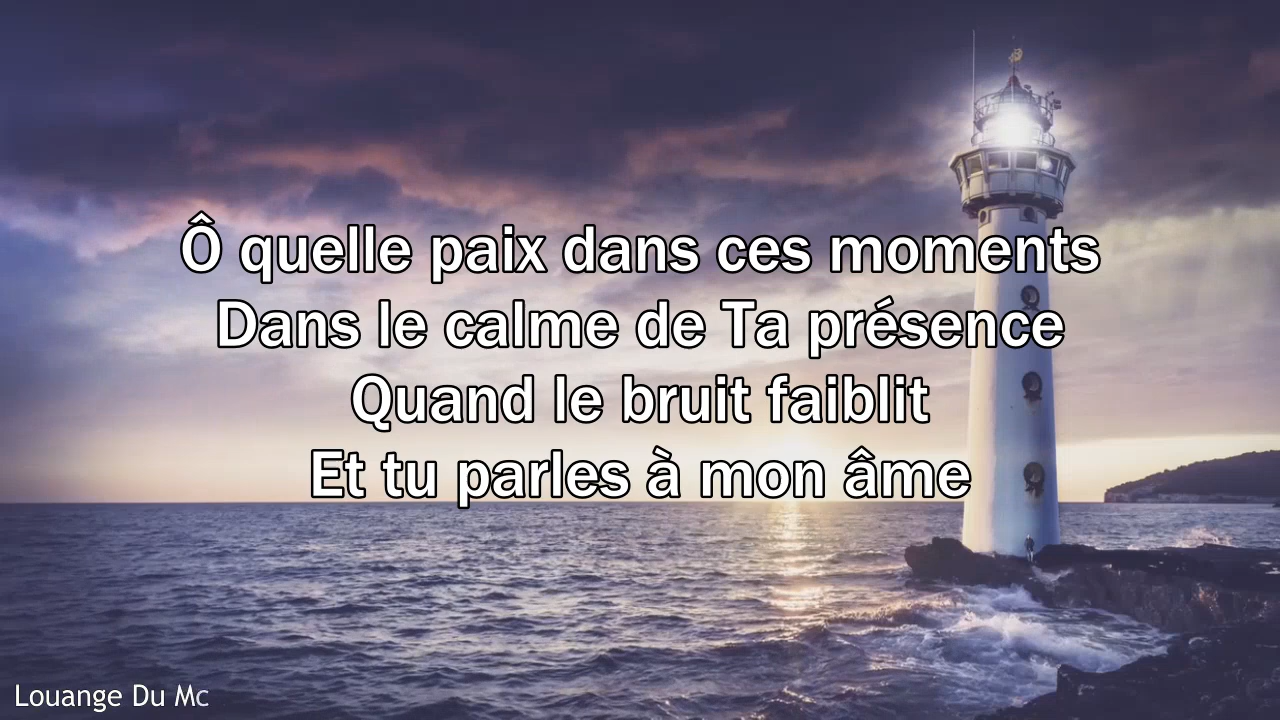 Ô quelle paix dans ces moments
Dans le calme de Ta présence
Quand le bruit faiblit
Et tu parles à mon âme
Louange Du Mc